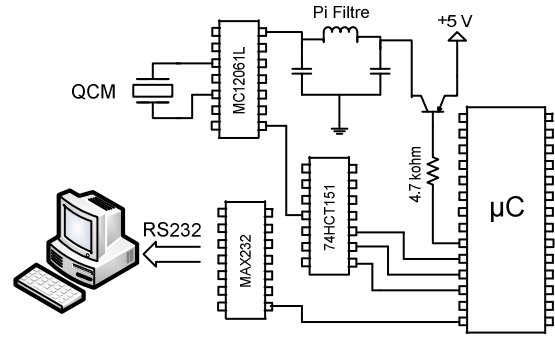 Pi Filtre
+5 V
QCM
MC12061L
4.7 kohm
74HCT151
µC
RS232
MAX232